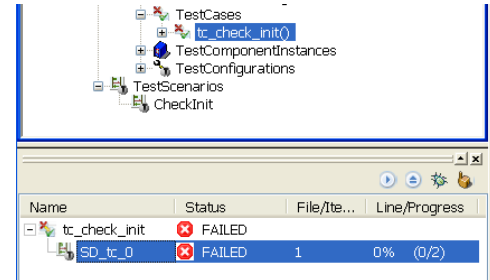 TestCases
tc_check_init()
TestComponentInstances
TestConfigurations
TestScenarios
CheckInit
Name Status File/Ite... Line/Progress
tc_check_init FAILED
SD_tc_0 FAILED 1 0% (0/2)